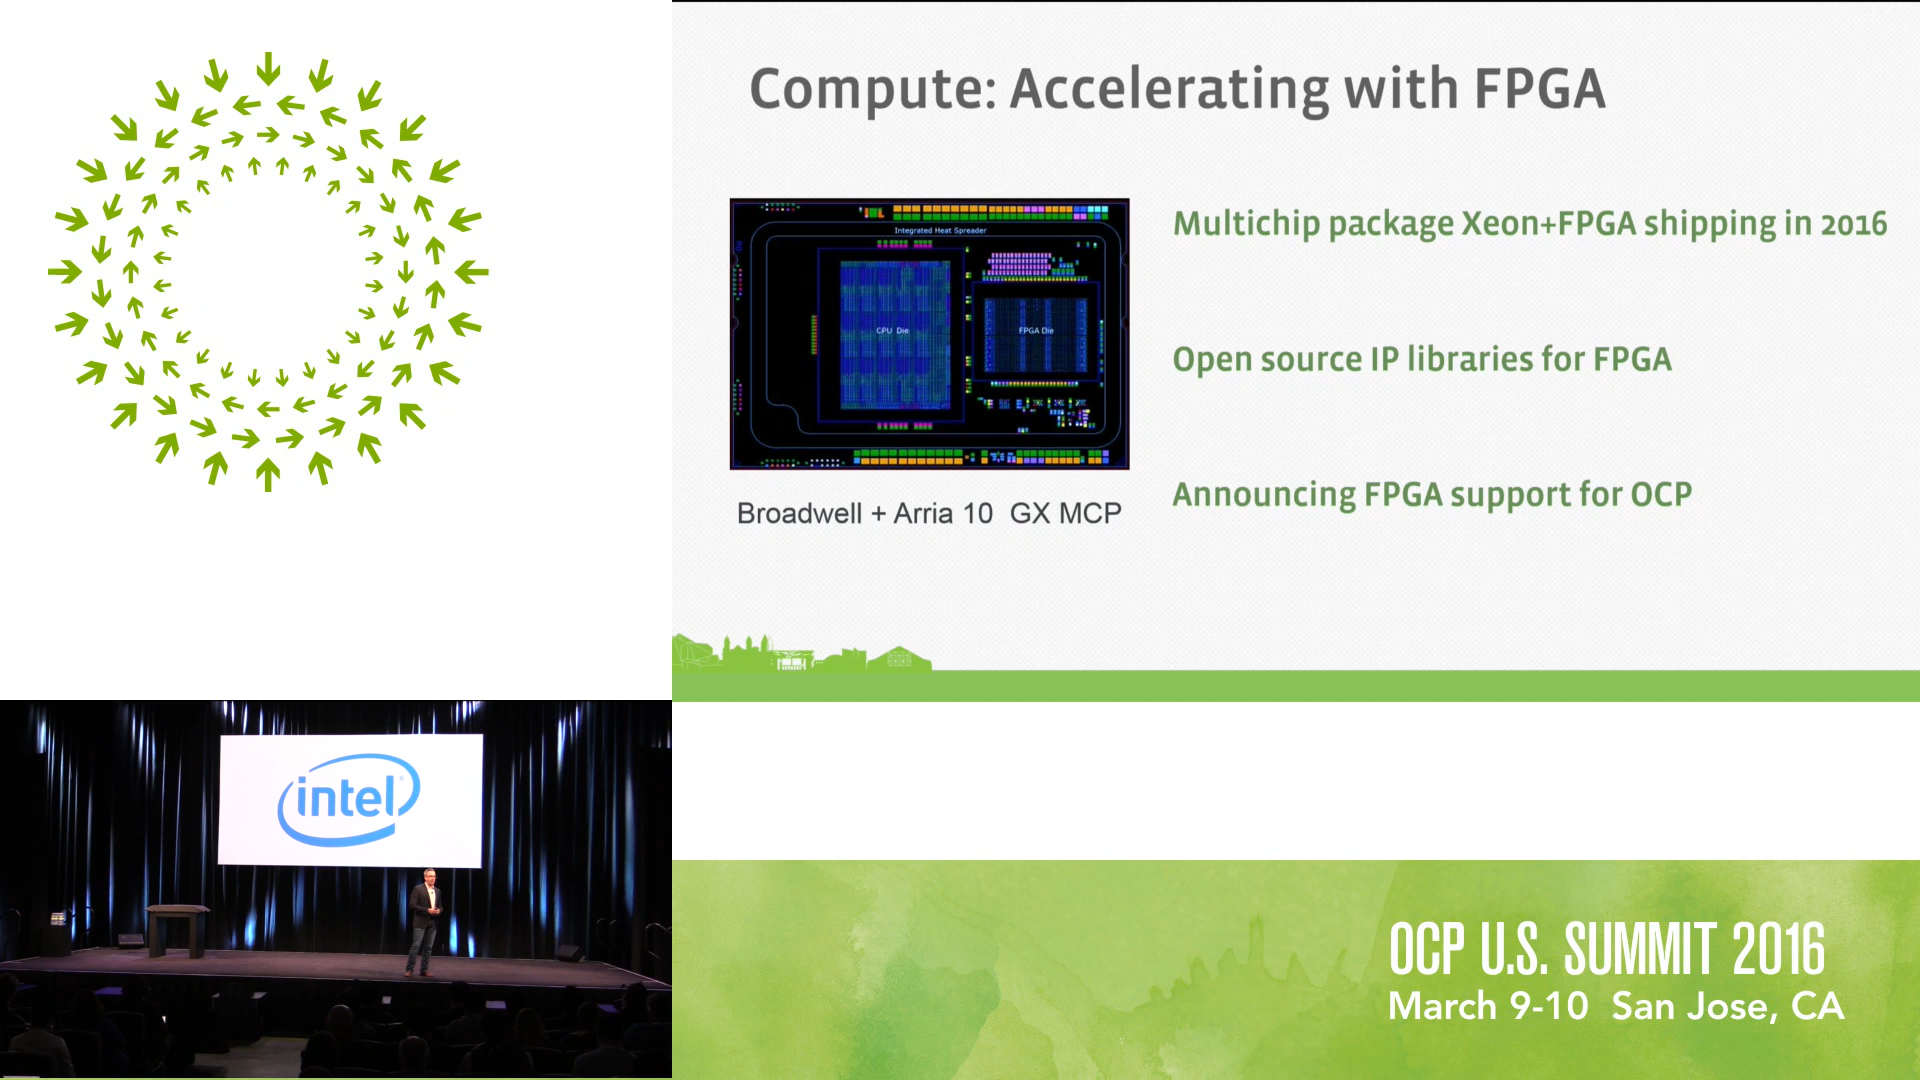 Compute: Accelerating with FPGA
Integrated Heat Spreader
CPU Die
FPGA Die
Broadwell + Arria 10 GX MCP
Multichip package Xeon+FPGA shipping in 2016
Open source IP libraries for FPGA
Announcing FPGA support for OCP
intel
OCP U.S. SUMMIT 2016
March 9-10 San Jose, CA